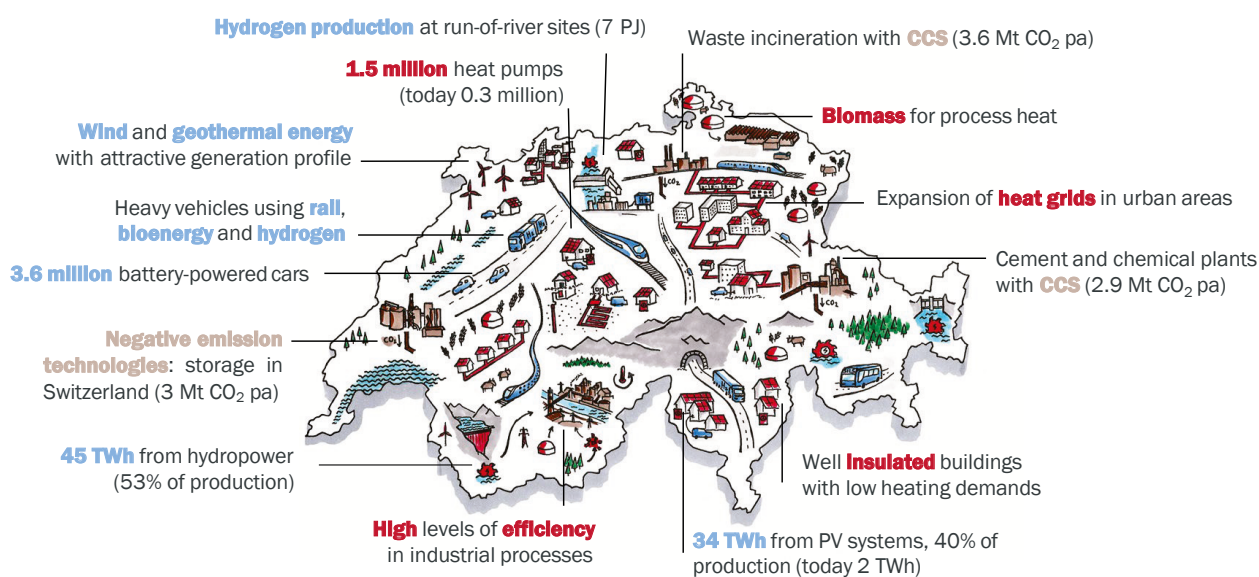 Hydrogen production at run-of-river sites (7 PJ)
Waste incineration with CCS (3.6 Mt CO₂ pa)
1.5 million heat pumps
(today 0.3 million)
Biomass for process heat
Wind and geothermal energy
with attractive generation profile
Expansion of heat grids in urban areas
Heavy vehicles using rail,
bioenergy and hydrogen
3.6 million battery-powered cars
Cement and chemical plants
with CCS (2.9 Mt CO₂ pa)
Negative emission
technologies: storage in
Switzerland (3 Mt CO₂ pa)
45 TWh from hydropower
(53% of production)
Well insulated buildings
with low heating demands
High levels of efficiency
in industrial processes
34 TWh from PV systems, 40% of
production (today 2 TWh)
CO₂
CO₂
CO₂